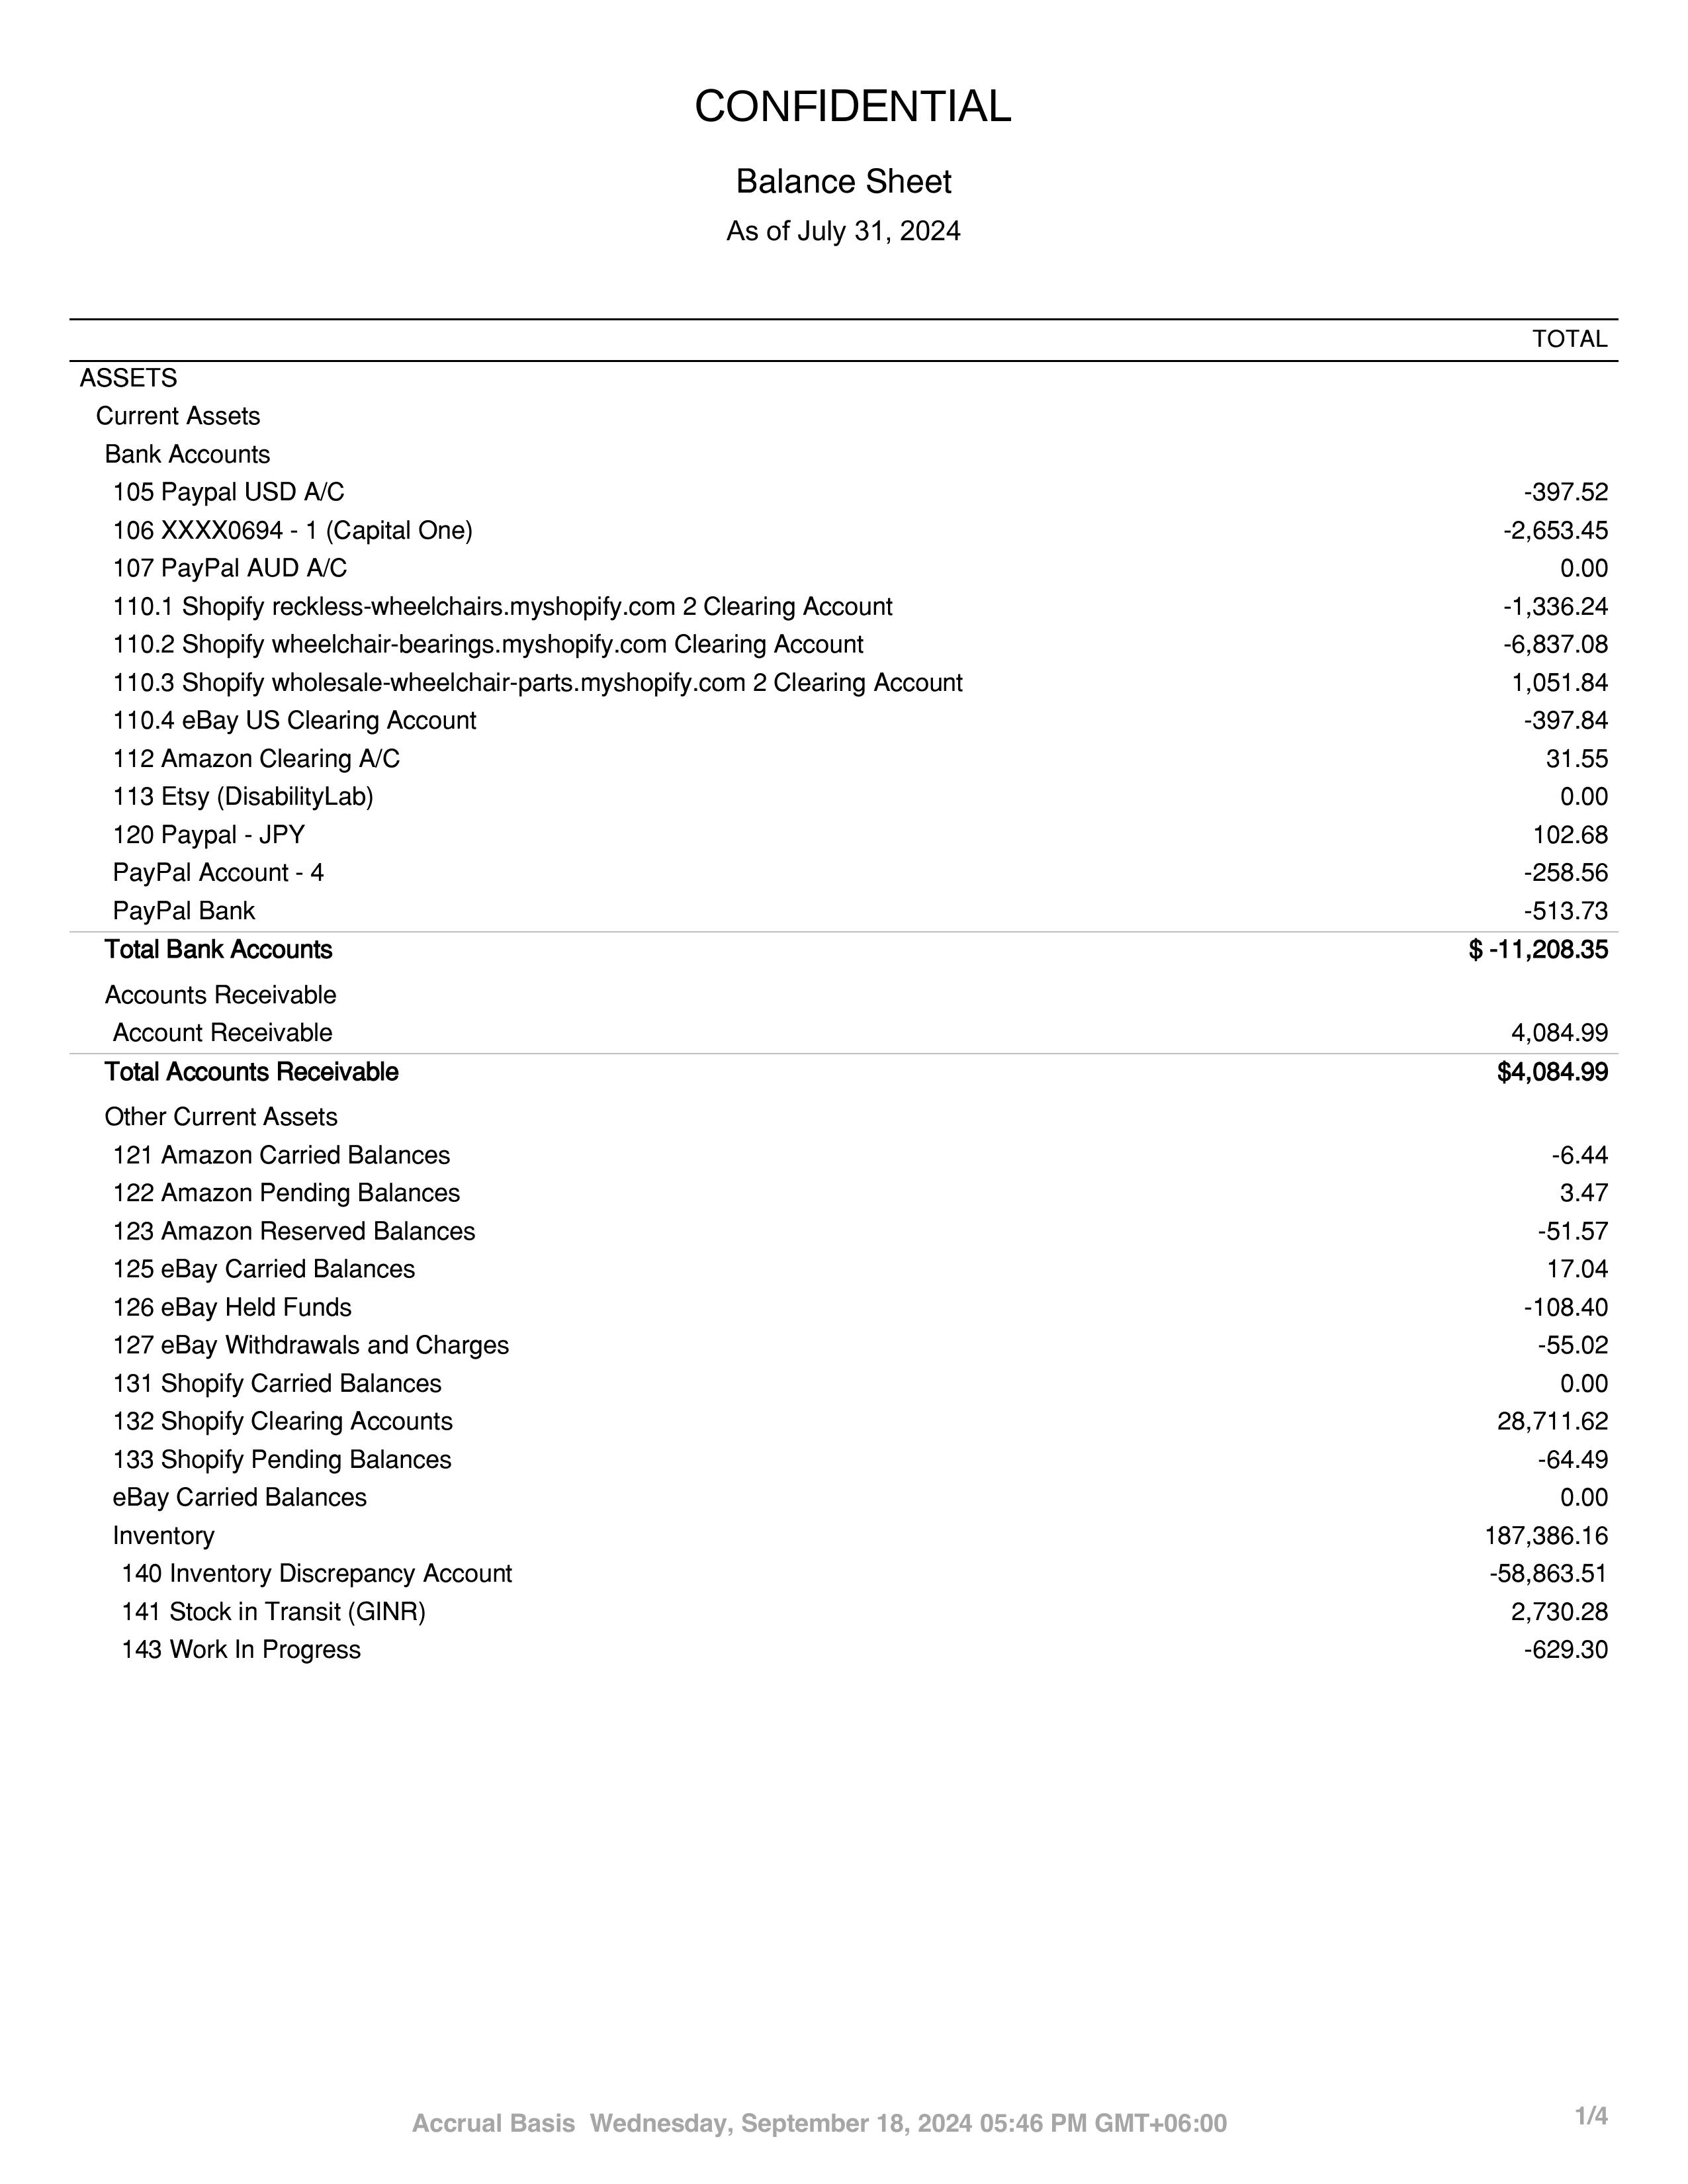 CONFIDENTIAL
Balance Sheet
As of July 31, 2024
TOTAL
ASSETS
Current Assets
Bank Accounts
105 Paypal USD A/C -397.52
106 XXXX0694 - 1 (Capital One) -2,653.45
107 PayPal AUD A/C 0.00
110.1 Shopify reckless-wheelchairs.myshopify.com 2 Clearing Account -1,336.24
110.2 Shopify wheelchair-bearings.myshopify.com Clearing Account -6,837.08
110.3 Shopify wholesale-wheelchair-parts.myshopify.com 2 Clearing Account 1,051.84
110.4 eBay US Clearing Account -397.84
112 Amazon Clearing A/C 31.55
113 Etsy (DisabilityLab) 0.00
120 Paypal - JPY 102.68
PayPal Account - 4 -258.56
PayPal Bank -513.73
Total Bank Accounts $ -11,208.35
Accounts Receivable
Account Receivable 4,084.99
Total Accounts Receivable $4,084.99
Other Current Assets
121 Amazon Carried Balances -6.44
122 Amazon Pending Balances 3.47
123 Amazon Reserved Balances -51.57
125 eBay Carried Balances 17.04
126 eBay Held Funds -108.40
127 eBay Withdrawals and Charges -55.02
131 Shopify Carried Balances 0.00
132 Shopify Clearing Accounts 28,711.62
133 Shopify Pending Balances -64.49
eBay Carried Balances 0.00
Inventory 187,386.16
140 Inventory Discrepancy Account -58,863.51
141 Stock in Transit (GINR) 2,730.28
143 Work In Progress -629.30
Accrual Basis Wednesday, September 18, 2024 05:46 PM GMT+06:00 1/4